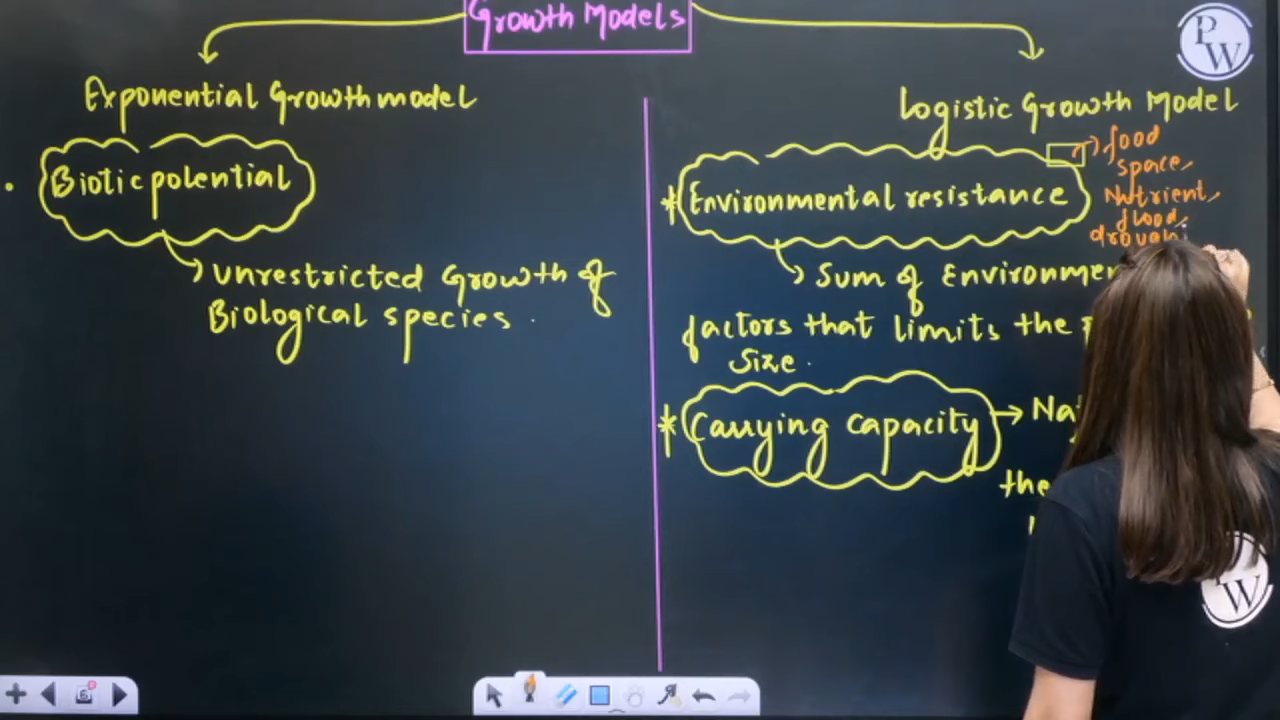 Growth Models
Exponential Growth model
Biotic potential
unrestricted Growth of
Biological species.
Logistic Growth Model
* Environmental resistance
food
space,
Nutrient,
flood,
Sum of
factors that limits the
size.
* Carrying capacity
the
PW
PW